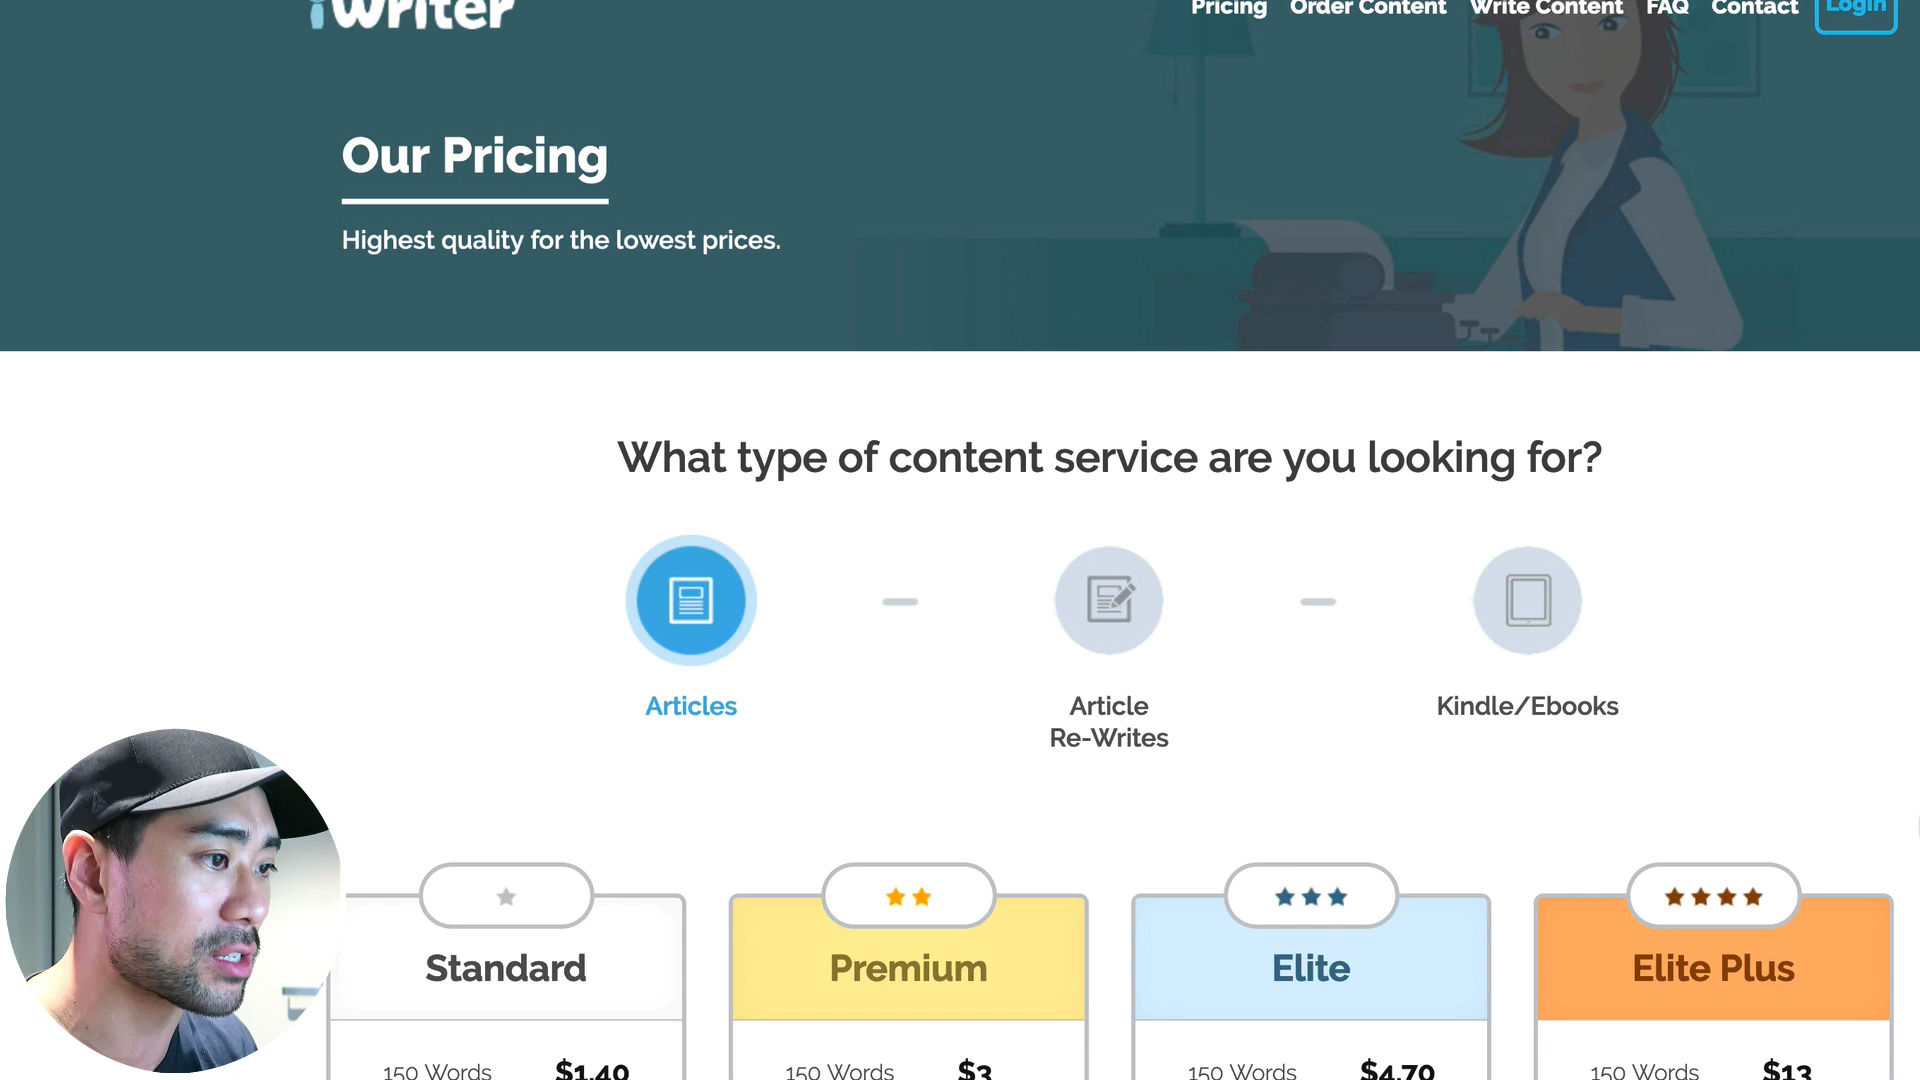 iWriter
Pricing Order Content Write Content FAQ Contact Login
Our Pricing
Highest quality for the lowest prices.
What type of content service are you looking for?
Articles
Article
Re-Writes
Kindle/Ebooks
Standard
Premium
Elite
Elite Plus
150 Words $1.40
150 Words $3
150 Words $4.70
150 Words $13